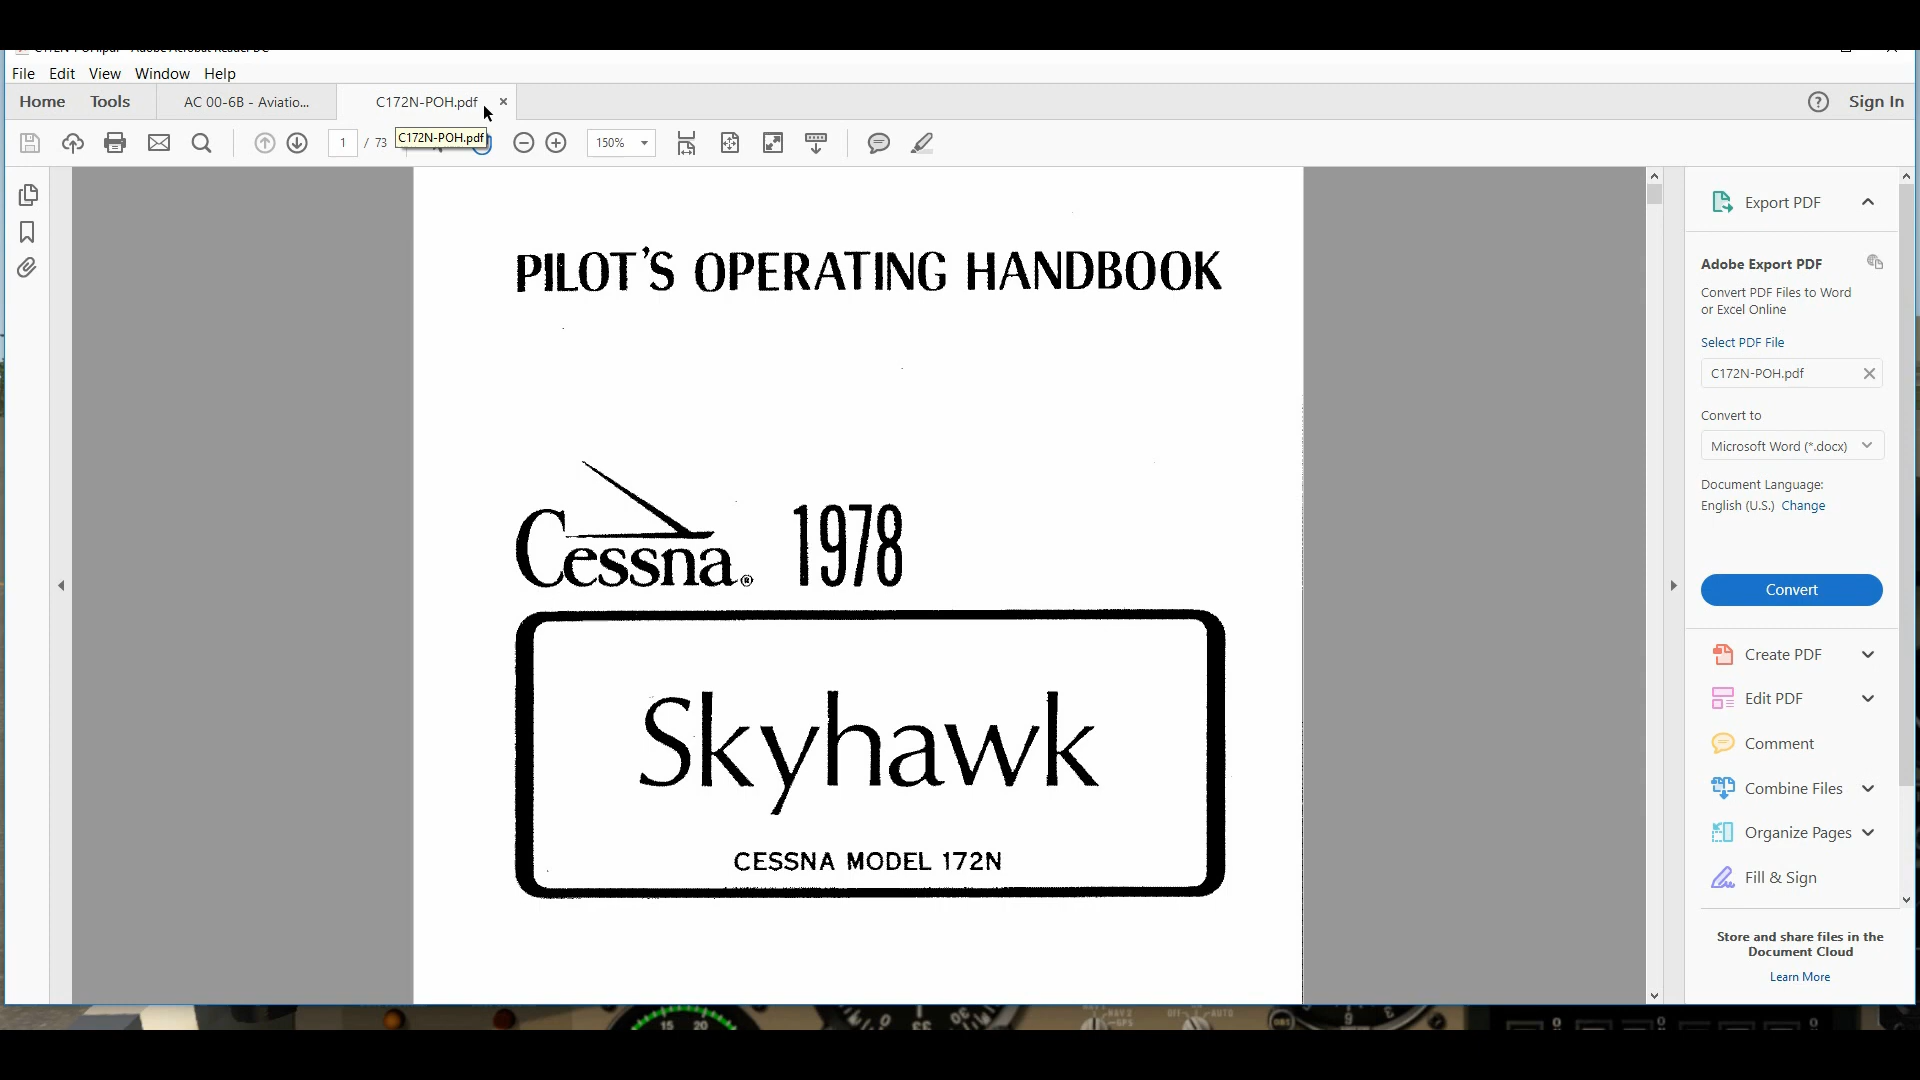 File Edit View Window Help
Home Tools AC 00-6B - Aviatio... C172N-POH.pdf Sign In
1 / 73 150%
C172N-POH.pdf
PILOT'S OPERATING HANDBOOK
Cessna® 1978
Skyhawk
CESSNA MODEL 172N
Export PDF
Adobe Export PDF
Convert PDF Files to Word
or Excel Online
Select PDF File
C172N-POH.pdf
Convert to
Microsoft Word (*.docx)
Document Language:
English (U.S.) Change
Convert
Create PDF
Edit PDF
Comment
Combine Files
Organize Pages
Fill & Sign
Store and share files in the
Document Cloud
Learn More
15 20